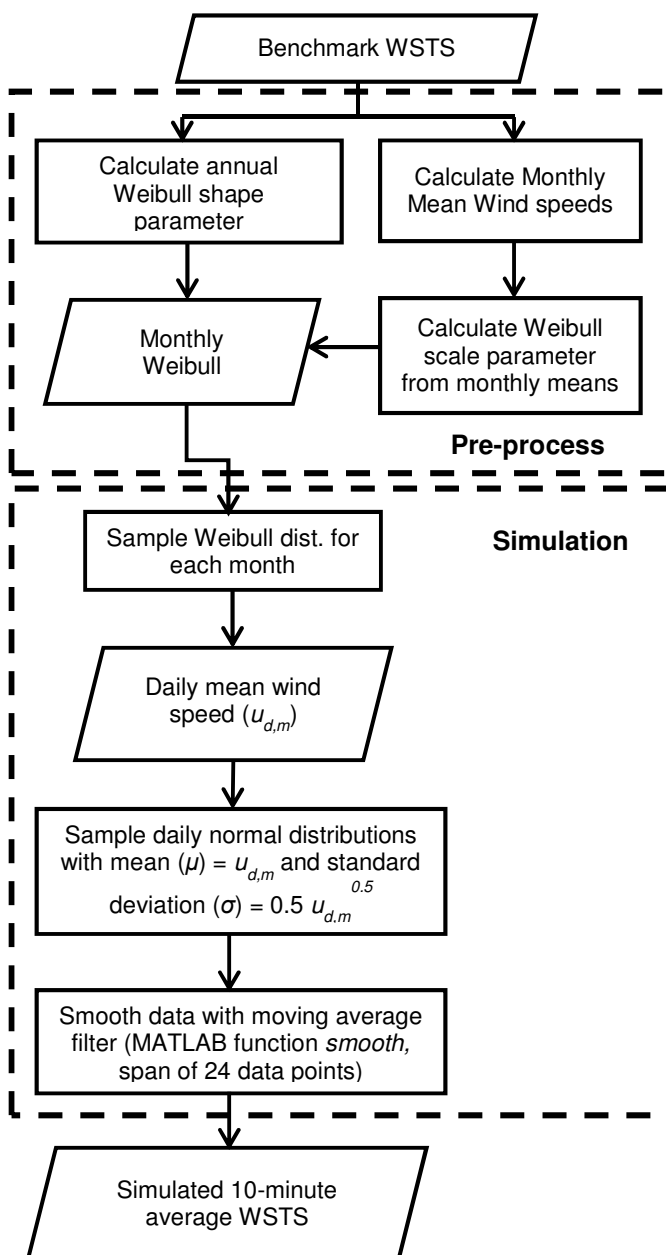 Benchmark WSTS
Calculate annual
Weibull shape
parameter
Calculate Monthly
Mean Wind speeds
Monthly
Weibull
Calculate Weibull
scale parameter
from monthly means
Pre-process
Sample Weibull dist. for
each month
Simulation
Daily mean wind
speed (u_{d,m})
Sample daily normal distributions
with mean (μ) = u_{d,m} and standard
deviation (σ) = 0.5 u_{d,m}^{0.5}
Smooth data with moving average
filter (MATLAB function smooth,
span of 24 data points)
Simulated 10-minute
average WSTS